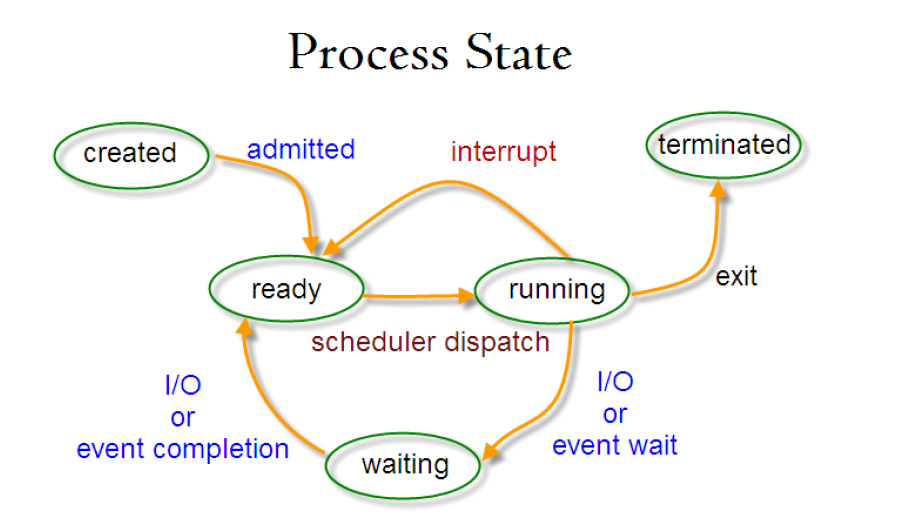 Process State
created
admitted
interrupt
terminated
ready
running
exit
scheduler dispatch
I/O
or
event completion
I/O
or
event wait
waiting